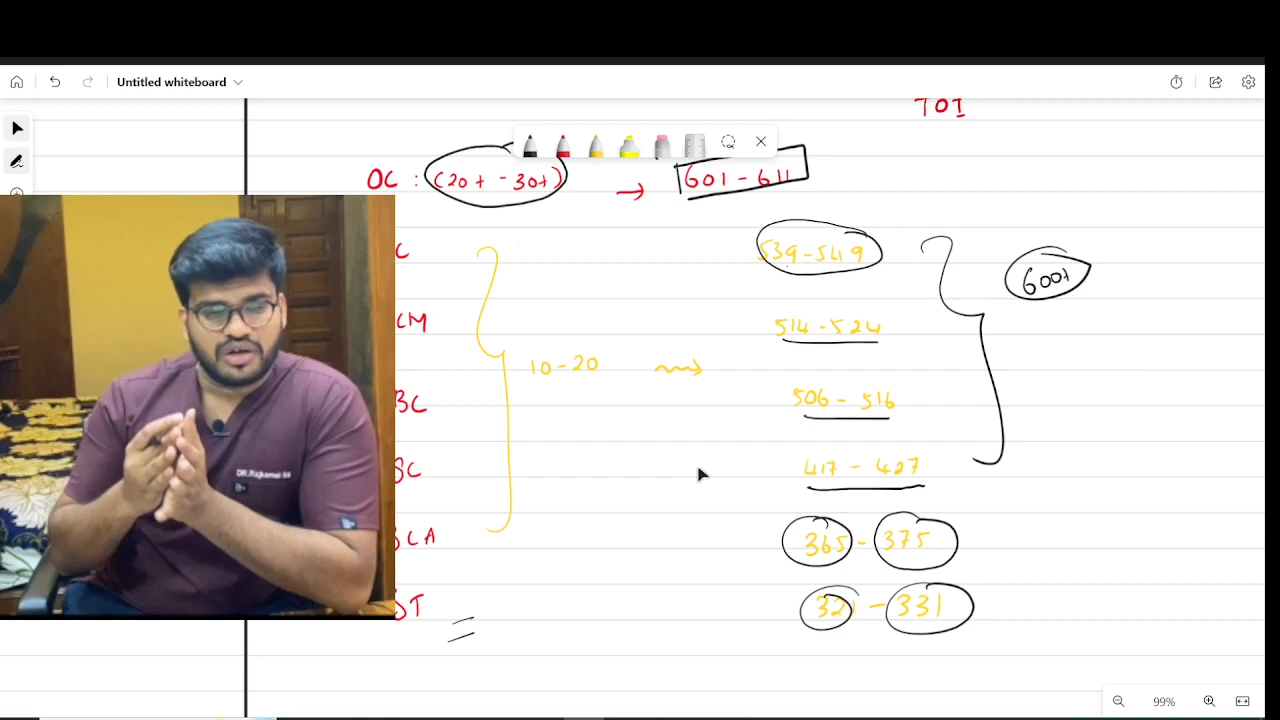 Untitled whiteboard
TOI
OC : (20+ - 30+) → 601 - 611
C 539 - 549
600+
CM 514 - 524
10 - 20
BC 506 - 516
BC 417 - 427
CA 365 - 375
ST 321 - 331
99%